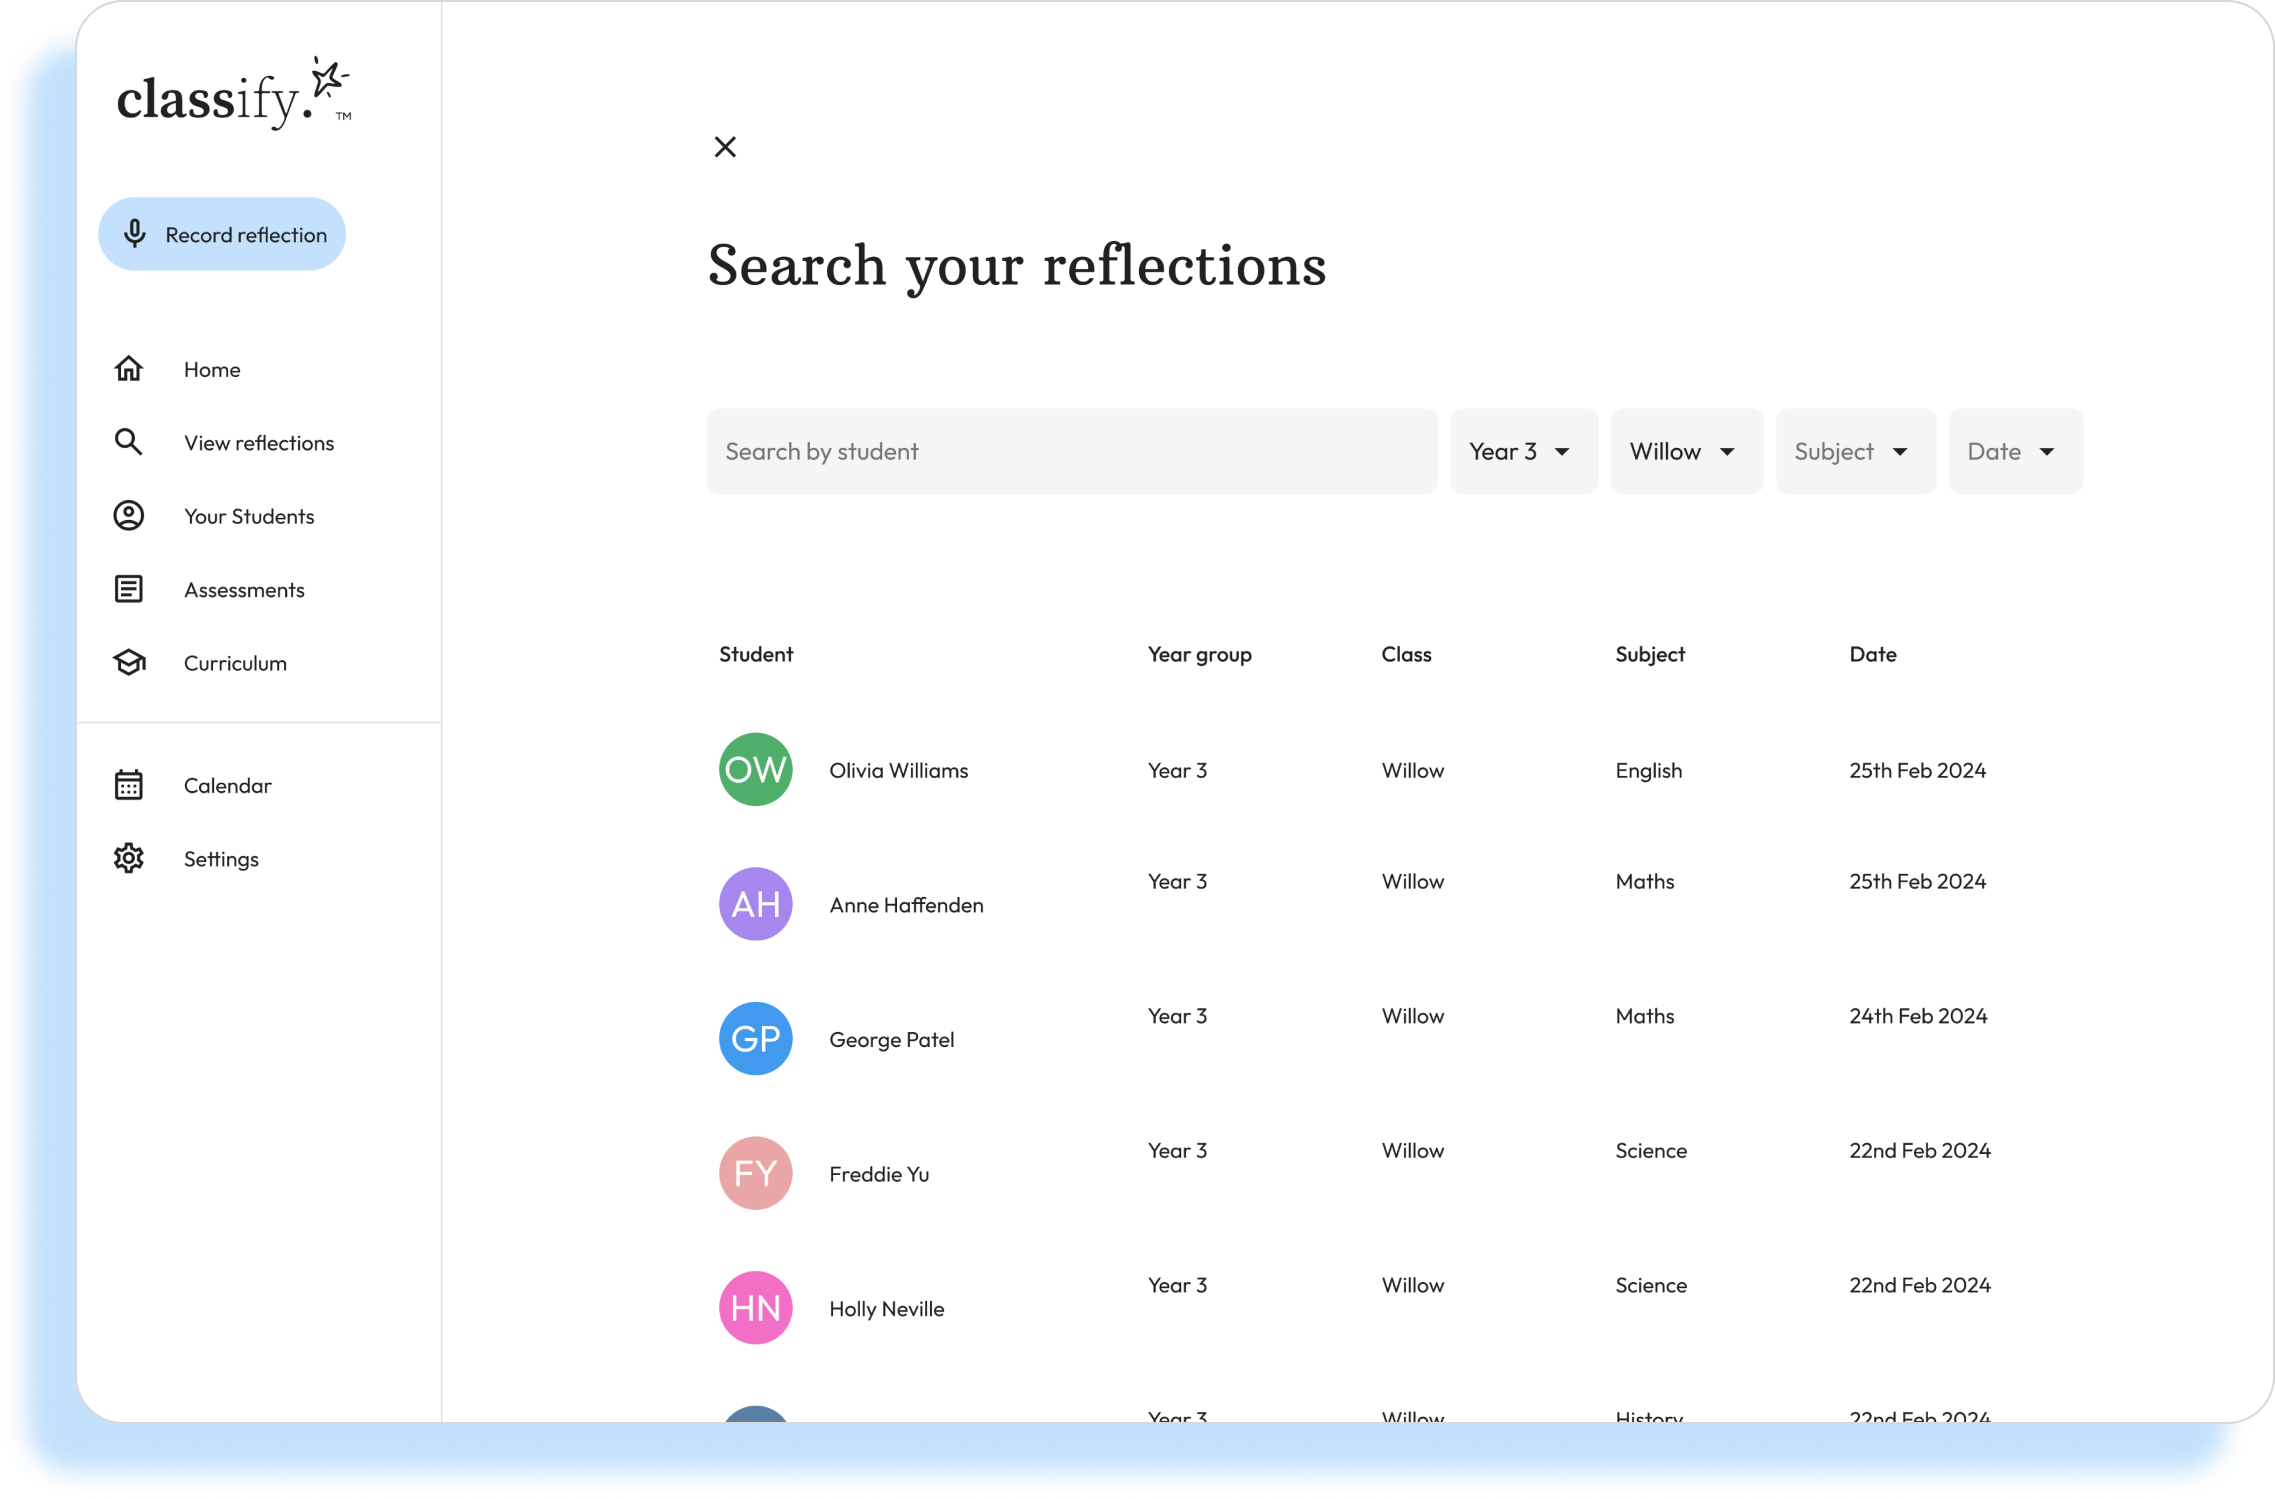 classify.™
Record reflection
Home
View reflections
Your Students
Assessments
Curriculum
Calendar
Settings
Search your reflections
Search by student Year 3 Willow Subject Date
Student Year group Class Subject Date
OW Olivia Williams Year 3 Willow English 25th Feb 2024
AH Anne Haffenden Year 3 Willow Maths 25th Feb 2024
GP George Patel Year 3 Willow Maths 24th Feb 2024
FY Freddie Yu Year 3 Willow Science 22nd Feb 2024
HN Holly Neville Year 3 Willow Science 22nd Feb 2024
Year 3 Willow History 22nd Feb 2024